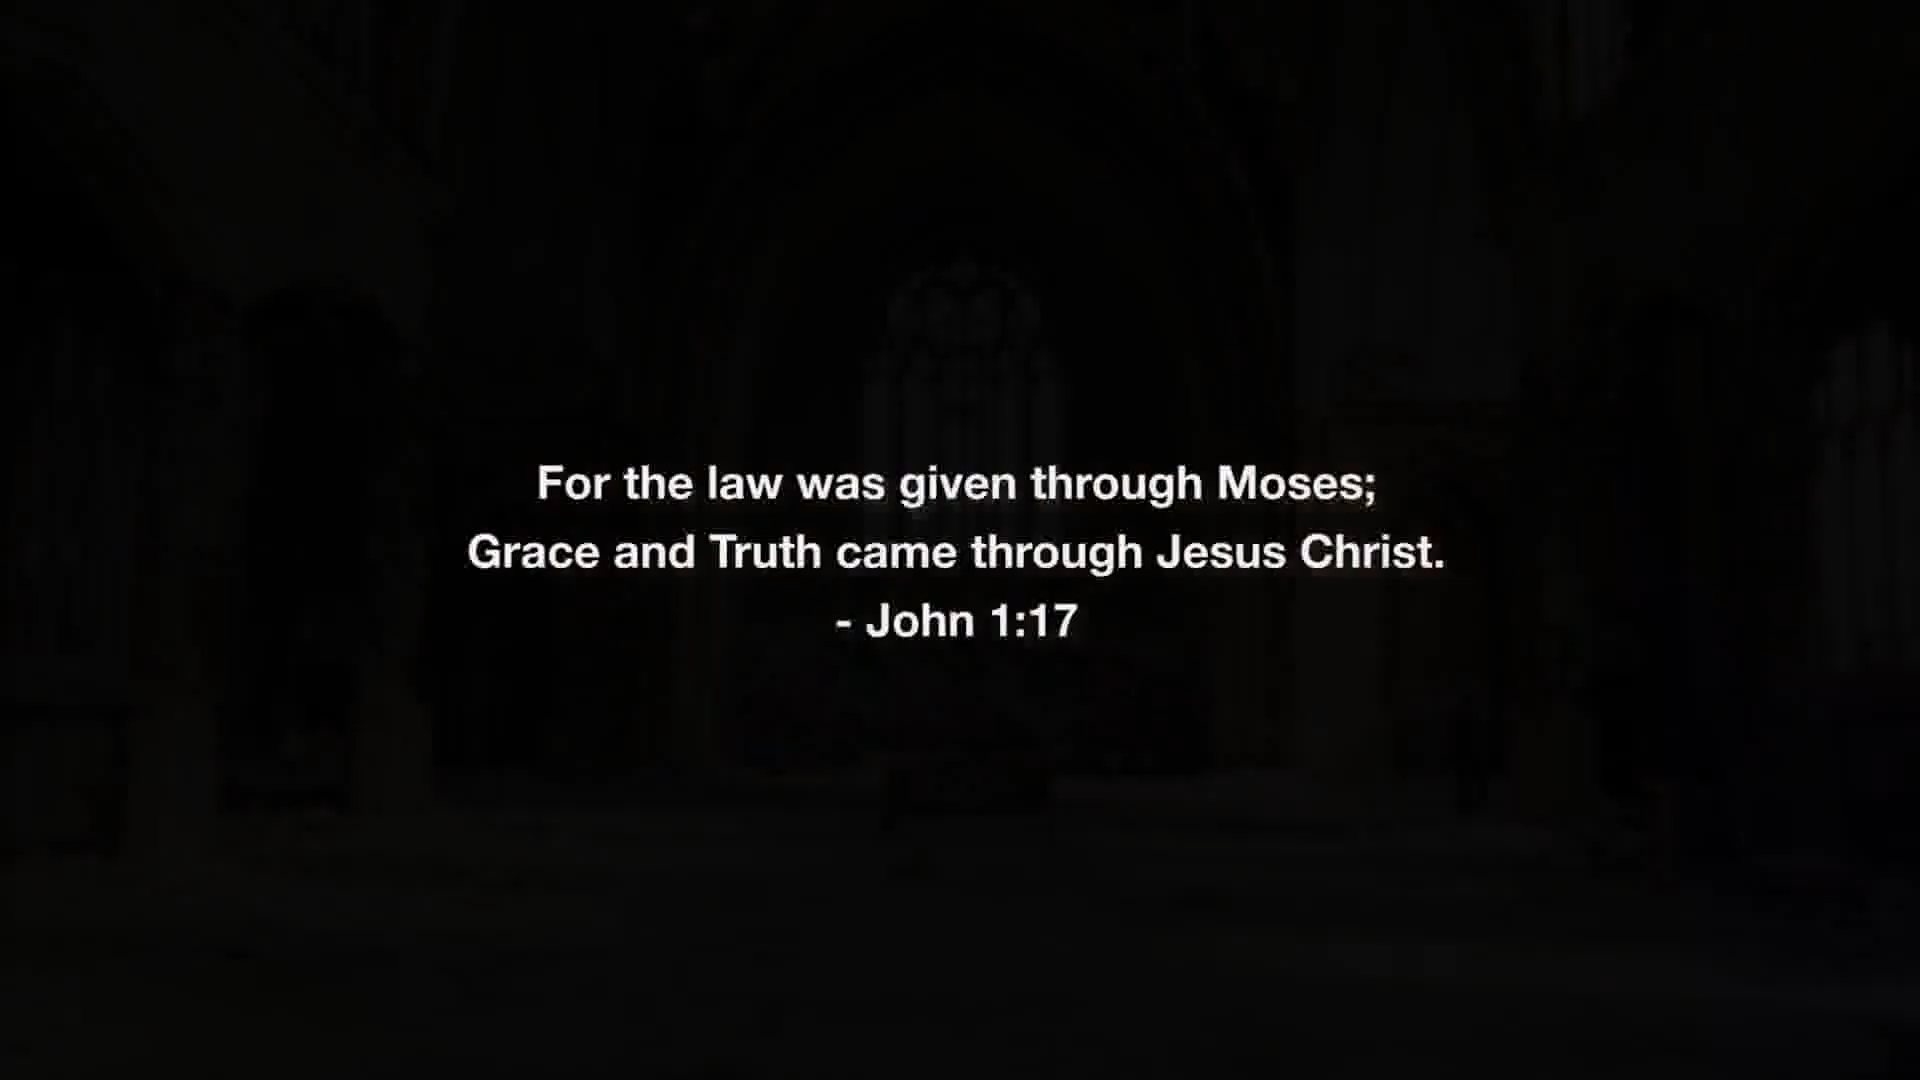 For the law was given through Moses;
Grace and Truth came through Jesus Christ.
- John 1:17